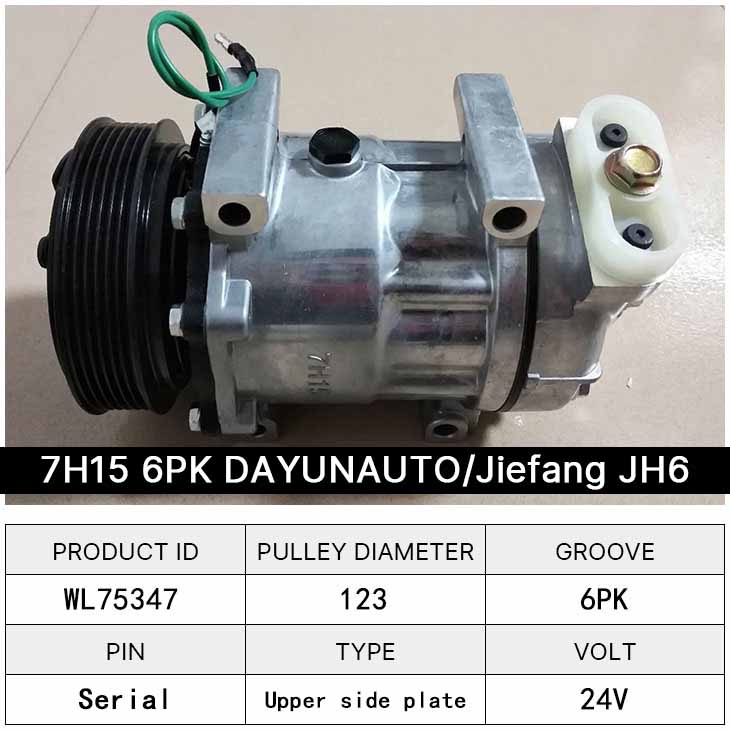 7H15
7H15 6PK DAYUNAUTO/Jiefang JH6
PRODUCT ID PULLEY DIAMETER GROOVE
WL75347 123 6PK
PIN TYPE VOLT
Serial Upper side plate 24V